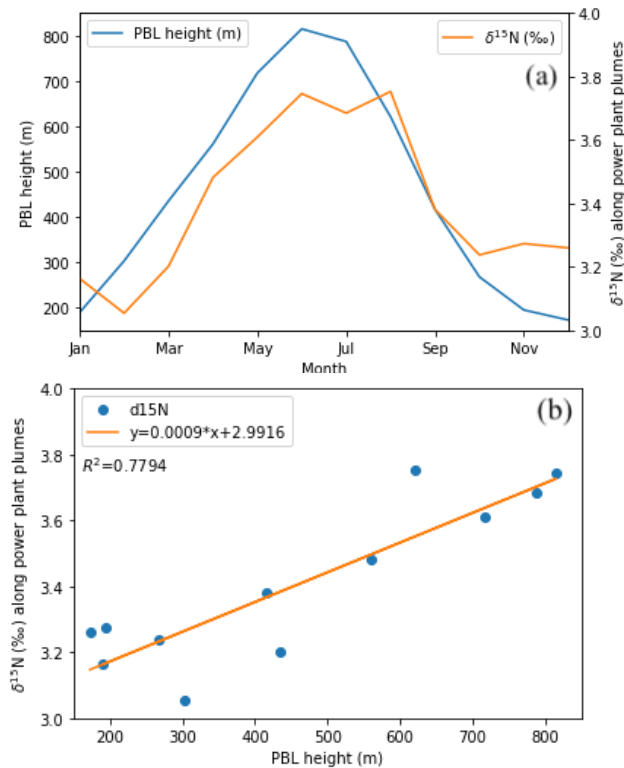 PBL height (m)
δ¹⁵N (‰)
(a)
800
700
600
500
400
300
200
PBL height (m)
4.0
3.8
3.6
3.4
3.2
3.0
δ¹⁵N (‰) along power plant plumes
Jan
Mar
May
Jul
Sep
Nov
Month
4.0
3.8
3.6
3.4
3.2
3.0
δ¹⁵N (‰) along power plant plumes
d15N
y=0.0009*x+2.9916
R²=0.7794
(b)
200
300
400
500
600
700
800
PBL height (m)